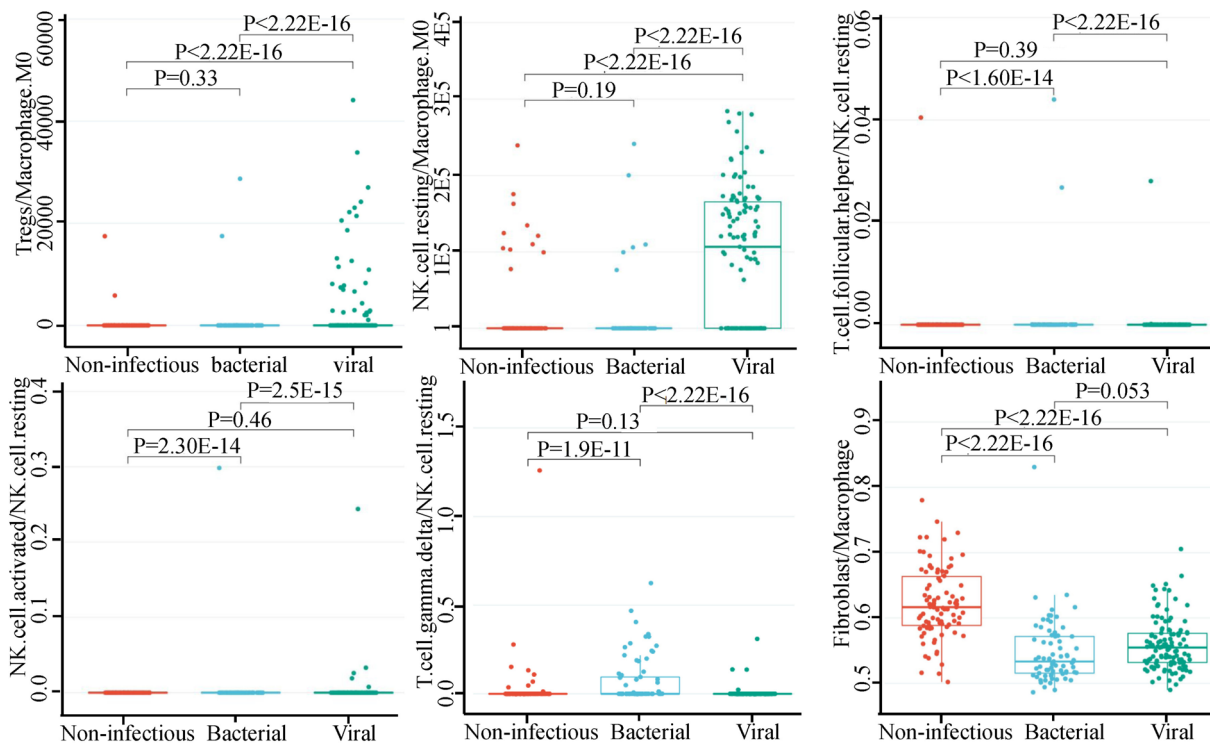 Tregs/Macrophage.M0
60000
40000
20000
0
P<2.22E-16
P<2.22E-16
P=0.33
Non-infectious bacterial viral
NK.cell.resting/Macrophage.M0
4E5
3E5
2E5
1E5
1
P<2.22E-16
P<2.22E-16
P=0.19
Non-infectious Bacterial Viral
T.cell.follicular.helper/NK.cell.resting
0.06
0.04
0.02
0.00
P<2.22E-16
P=0.39
P<1.60E-14
Non-infectious Bacterial Viral
NK.cell.activated/NK.cell.resting
0.4
0.3
0.2
0.1
0.0
P=2.5E-15
P=0.46
P=2.30E-14
Non-infectious Bacterial Viral
T.cell.gamma.delta/NK.cell.resting
1.5
1.0
0.5
0.0
P<2.22E-16
P=0.13
P=1.9E-11
Non-infectious Bacterial Viral
Fibroblast/Macrophage
0.9
0.8
0.7
0.6
0.5
P=0.053
P<2.22E-16
P<2.22E-16
Non-infectious Bacterial Viral